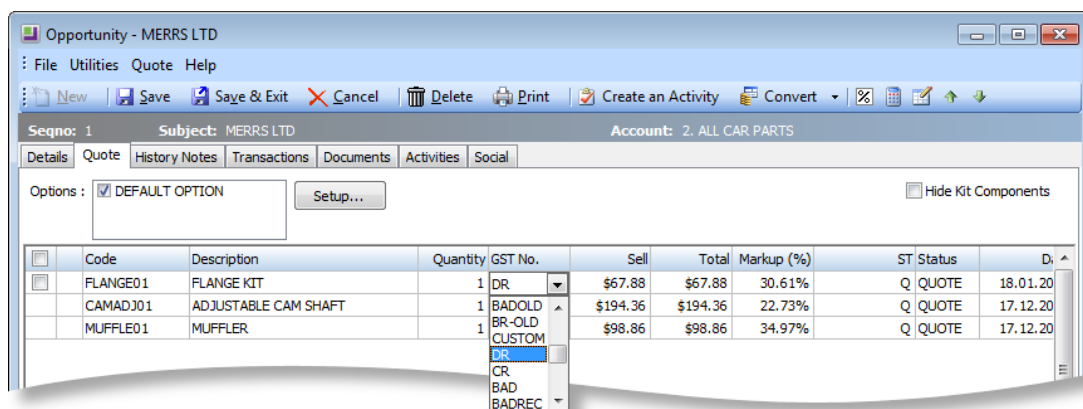 Opportunity - MERRS LTD
File Utilities Quote Help
New Save Save & Exit Cancel Delete Print Create an Activity Convert
Seqno: 1 Subject: MERRS LTD Account: 2. ALL CAR PARTS
Details Quote History Notes Transactions Documents Activities Social
Options : DEFAULT OPTION Setup... Hide Kit Components
Code Description Quantity GST No. Sell Total Markup (%) ST Status
FLANGE01 FLANGE KIT 1 DR $67.88 $67.88 30.61% Q QUOTE 18.01.20
CAMADJ01 ADJUSTABLE CAM SHAFT 1 BADOLD $194.36 $194.36 22.73% Q QUOTE 17.12.20
MUFFLE01 MUFFLER 1 BR-OLD $98.86 $98.86 34.97% Q QUOTE 17.12.20
CUSTOM
DR
CR
BAD
BADREC